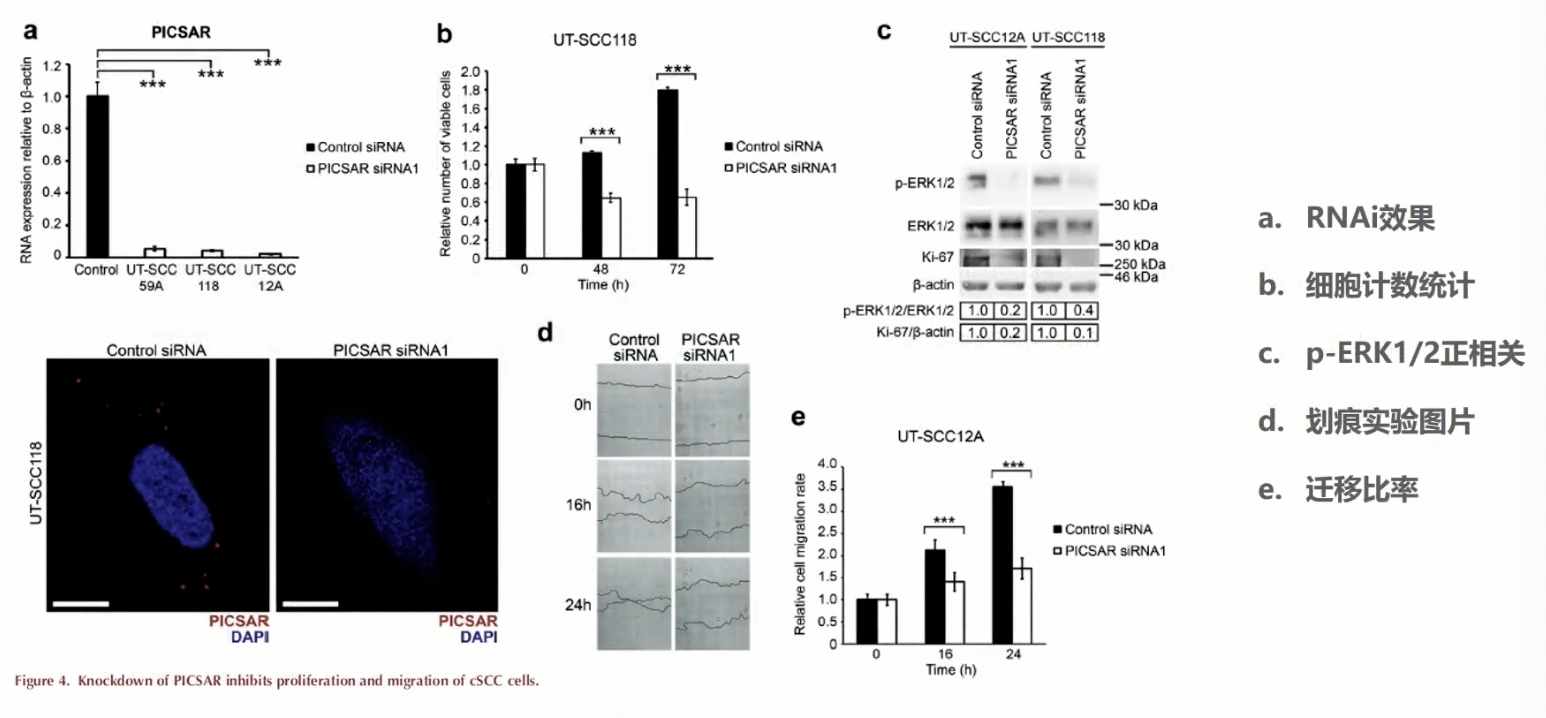 a
PICSAR
RNA expression relative to β-actin
1.2
1.0
0.8
0.6
0.4
0.2
0
***
***
***
Control UT-SCC UT-SCC UT-SCC
59A 118 12A
Control siRNA
PICSAR siRNA1
Control siRNA
PICSAR siRNA1
UT-SCC118
PICSAR
DAPI
PICSAR
DAPI
b
UT-SCC118
Relative number of viable cells
2.0
1.8
1.6
1.4
1.2
1.2
0.8
0.6
0.4
0.2
0
***
***
0 48 72
Time (h)
Control siRNA
PICSAR siRNA1
c
UT-SCC12A UT-SCC118
Control siRNA
PICSAR siRNA1
Control siRNA
PICSAR siRNA1
p-ERK1/2
30 kDa
ERK1/2
30 kDa
Ki-67
250 kDa
46 kDa
β-actin
p-ERK1/2/ERK1/2 1.0 0.2 1.0 0.4
Ki-67/β-actin 1.0 0.2 1.0 0.1
d
Control siRNA
PICSAR siRNA1
0h
16h
24h
e
UT-SCC12A
Relative cell migration rate
4.0
3.5
3.0
2.5
2.0
1.5
1.0
0.5
0
***
***
0 16 24
Time (h)
Control siRNA
PICSAR siRNA1
Figure 4. Knockdown of PICSAR inhibits proliferation and migration of cSCC cells.
a. RNAi效果
b. 细胞计数统计
c. p-ERK1/2正相关
d. 划痕实验图片
e. 迁移比率